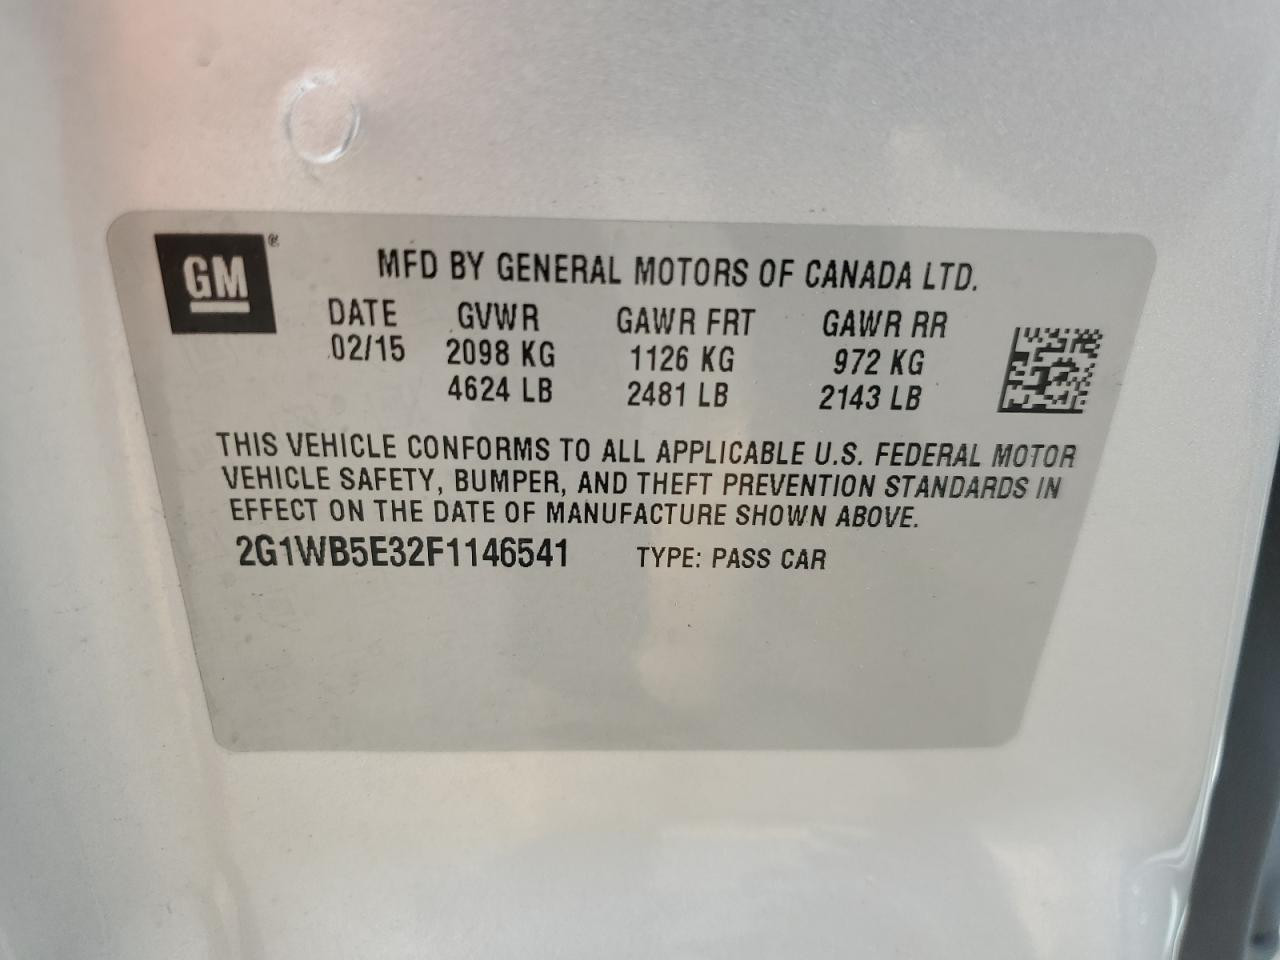 GM®
MFD BY GENERAL MOTORS OF CANADA LTD.
DATE GVWR GAWR FRT GAWR RR
02/15 2098 KG 1126 KG 972 KG
4624 LB 2481 LB 2143 LB
THIS VEHICLE CONFORMS TO ALL APPLICABLE U.S. FEDERAL MOTOR
VEHICLE SAFETY, BUMPER, AND THEFT PREVENTION STANDARDS IN
EFFECT ON THE DATE OF MANUFACTURE SHOWN ABOVE.
2G1WB5E32F1146541 TYPE: PASS CAR